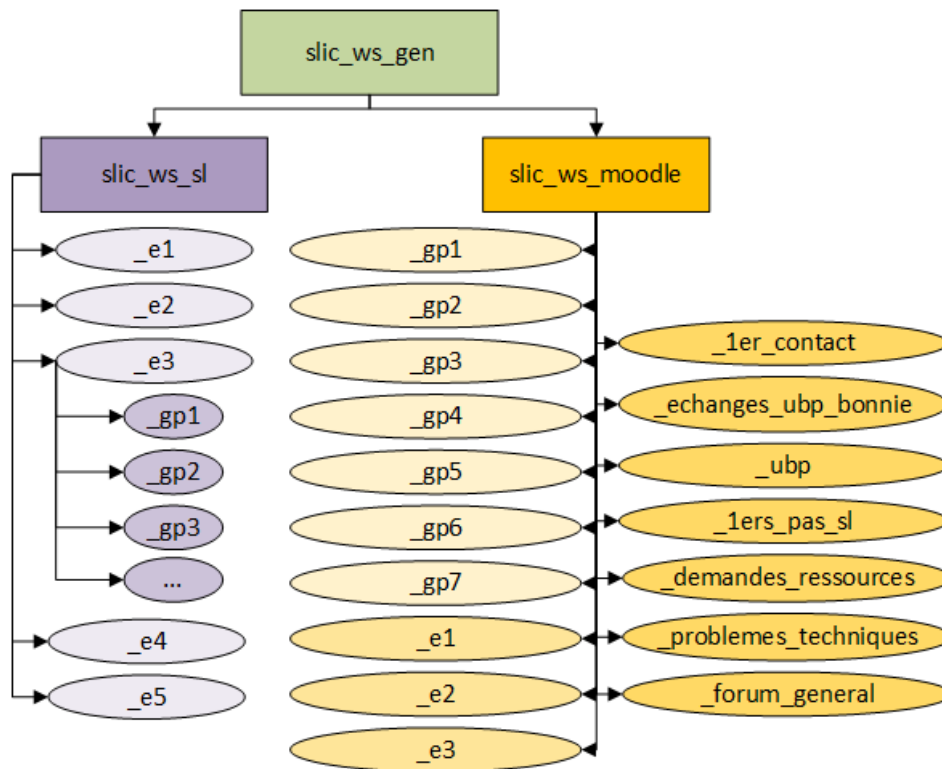 slic_ws_gen
slic_ws_sl
slic_ws_moodle
_e1
_e2
_e3
_gp1
_gp2
_gp3
...
_e4
_e5
_gp1
_gp2
_gp3
_gp4
_gp5
_gp6
_gp7
_e1
_e2
_e3
_1er_contact
_echanges_ubp_bonnie
_ubp
_1ers_pas_sl
_demandes_ressources
_problemes_techniques
_forum_general